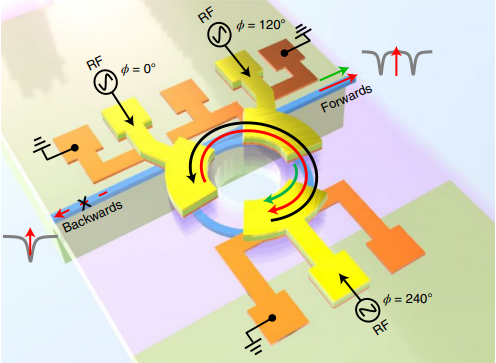 RF
ϕ = 120°
RF
ϕ = 0°
Forwards
Backwards
ϕ = 240°
RF